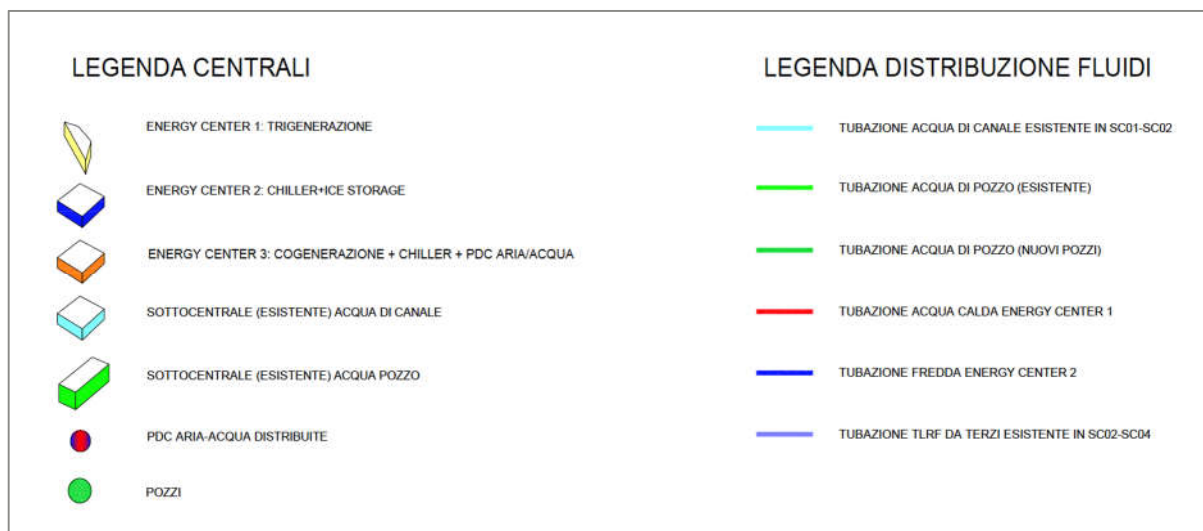 LEGENDA CENTRALI
ENERGY CENTER 1: TRIGENERAZIONE
ENERGY CENTER 2: CHILLER+ICE STORAGE
ENERGY CENTER 3: COGENERAZIONE + CHILLER + PDC ARIA/ACQUA
SOTTOCENTRALE (ESISTENTE) ACQUA DI CANALE
SOTTOCENTRALE (ESISTENTE) ACQUA POZZO
PDC ARIA-ACQUA DISTRIBUITE
POZZI
LEGENDA DISTRIBUZIONE FLUIDI
TUBAZIONE ACQUA DI CANALE ESISTENTE IN SC01-SC02
TUBAZIONE ACQUA DI POZZO (ESISTENTE)
TUBAZIONE ACQUA DI POZZO (NUOVI POZZI)
TUBAZIONE ACQUA CALDA ENERGY CENTER 1
TUBAZIONE FREDDA ENERGY CENTER 2
TUBAZIONE TLRF DA TERZI ESISTENTE IN SC02-SC04